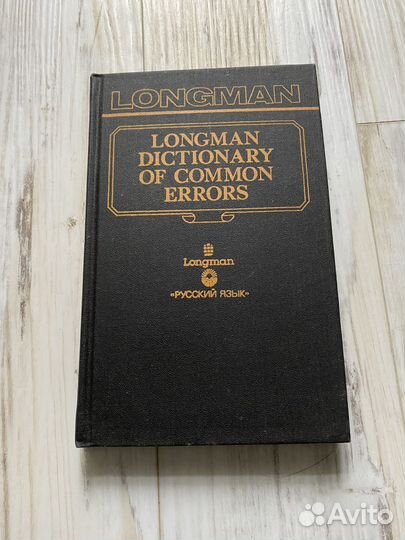 LONGMAN
LONGMAN
DICTIONARY
OF COMMON
ERRORS
Longman
«РУССКИЙ ЯЗЫК»
Avito